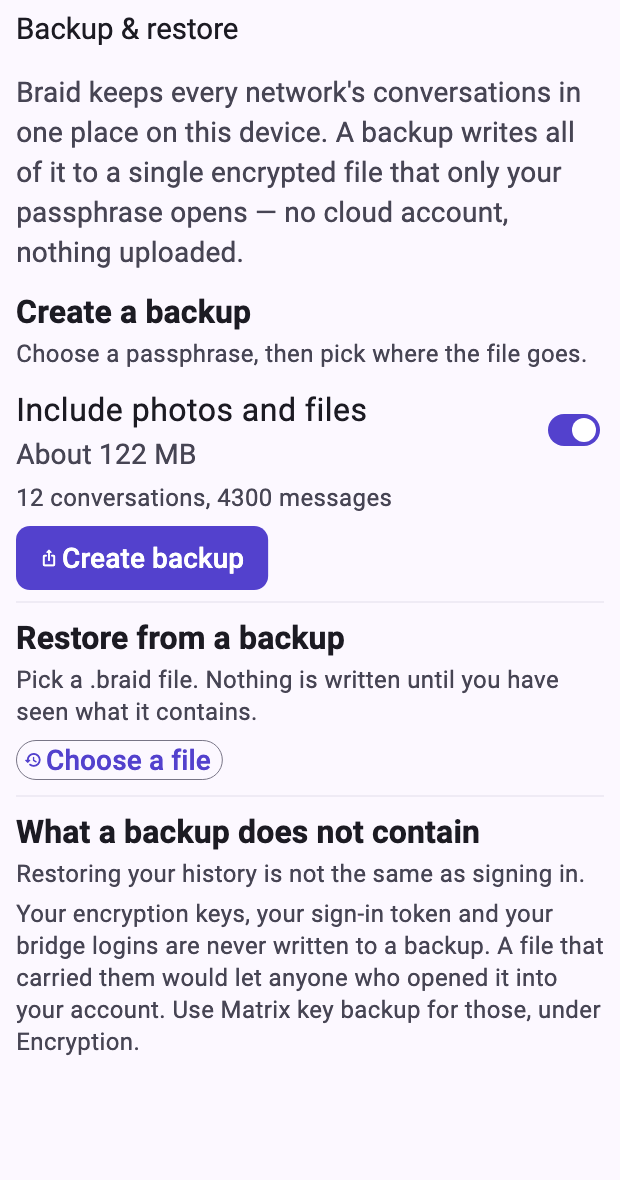 Backup & restore
Braid keeps every network's conversations in
one place on this device. A backup writes all
of it to a single encrypted file that only your
passphrase opens — no cloud account,
nothing uploaded.
Create a backup
Choose a passphrase, then pick where the file goes.
Include photos and files
About 122 MB
12 conversations, 4300 messages
Create backup
Restore from a backup
Pick a .braid file. Nothing is written until you have
seen what it contains.
Choose a file
What a backup does not contain
Restoring your history is not the same as signing in.
Your encryption keys, your sign-in token and your
bridge logins are never written to a backup. A file that
carried them would let anyone who opened it into
your account. Use Matrix key backup for those, under
Encryption.